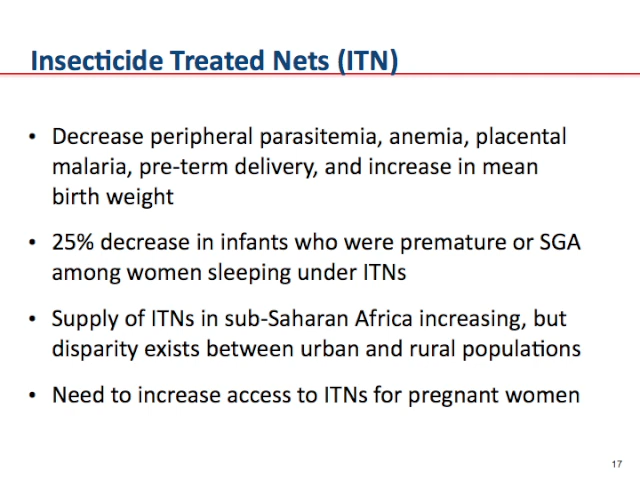 Insecticide Treated Nets (ITN)
• Decrease peripheral parasitemia, anemia, placental
malaria, pre-term delivery, and increase in mean
birth weight
• 25% decrease in infants who were premature or SGA
among women sleeping under ITNs
• Supply of ITNs in sub-Saharan Africa increasing, but
disparity exists between urban and rural populations
• Need to increase access to ITNs for pregnant women
17